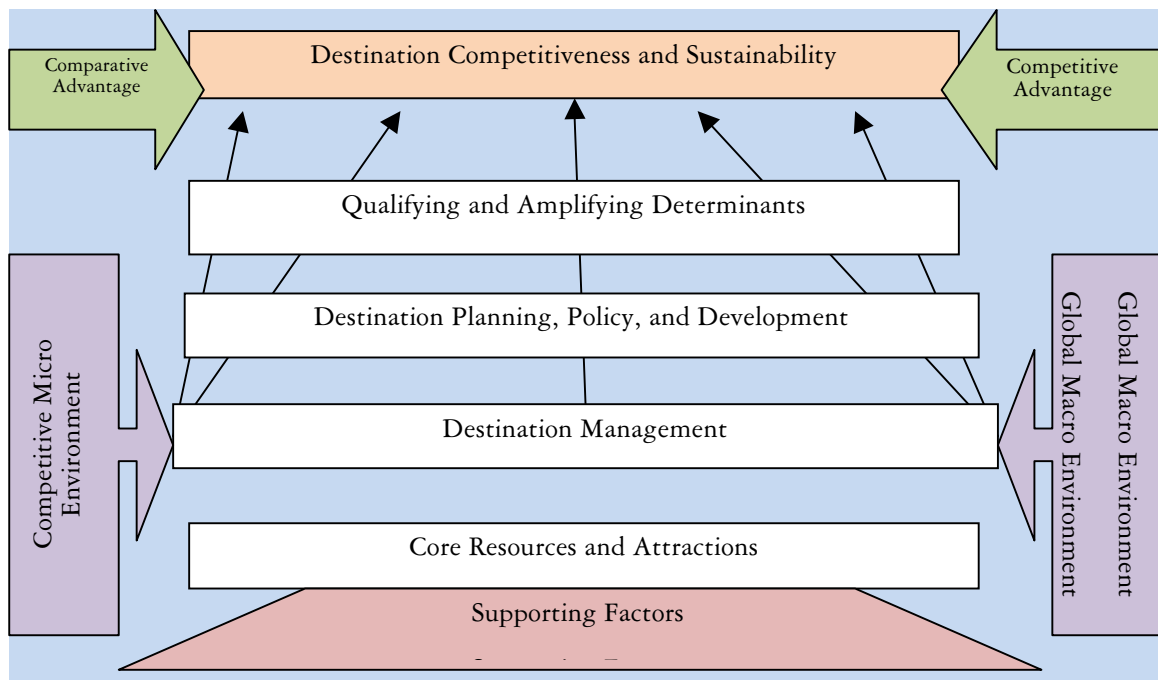 Destination Competitiveness and Sustainability
Comparative
Advantage
Competitive
Advantage
Qualifying and Amplifying Determinants
Destination Planning, Policy, and Development
Competitive Micro
Environment
Global Macro Environment
Global Macro Environment
Destination Management
Core Resources and Attractions
Supporting Factors